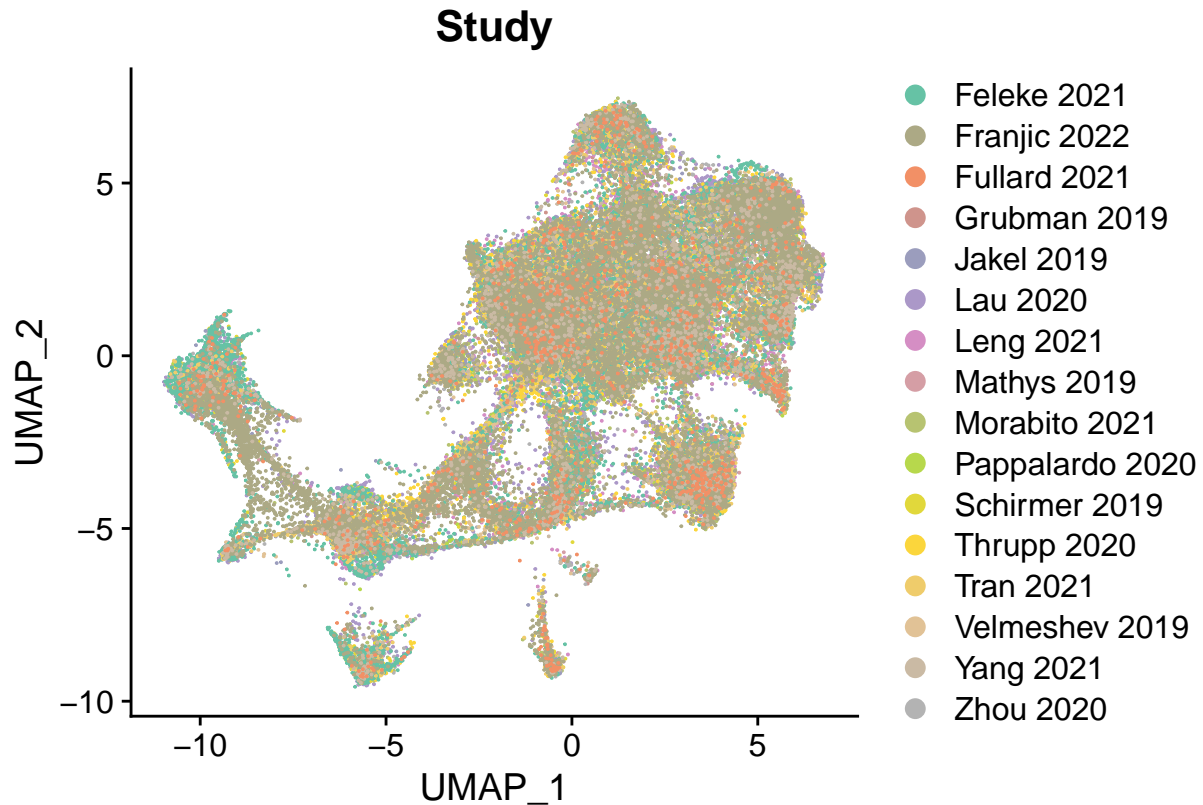 Study
UMAP_2
5
0
−5
−10
−10
−5
0
5
UMAP_1
Feleke 2021
Franjic 2022
Fullard 2021
Grubman 2019
Jakel 2019
Lau 2020
Leng 2021
Mathys 2019
Morabito 2021
Pappalardo 2020
Schirmer 2019
Thrupp 2020
Tran 2021
Velmeshev 2019
Yang 2021
Zhou 2020